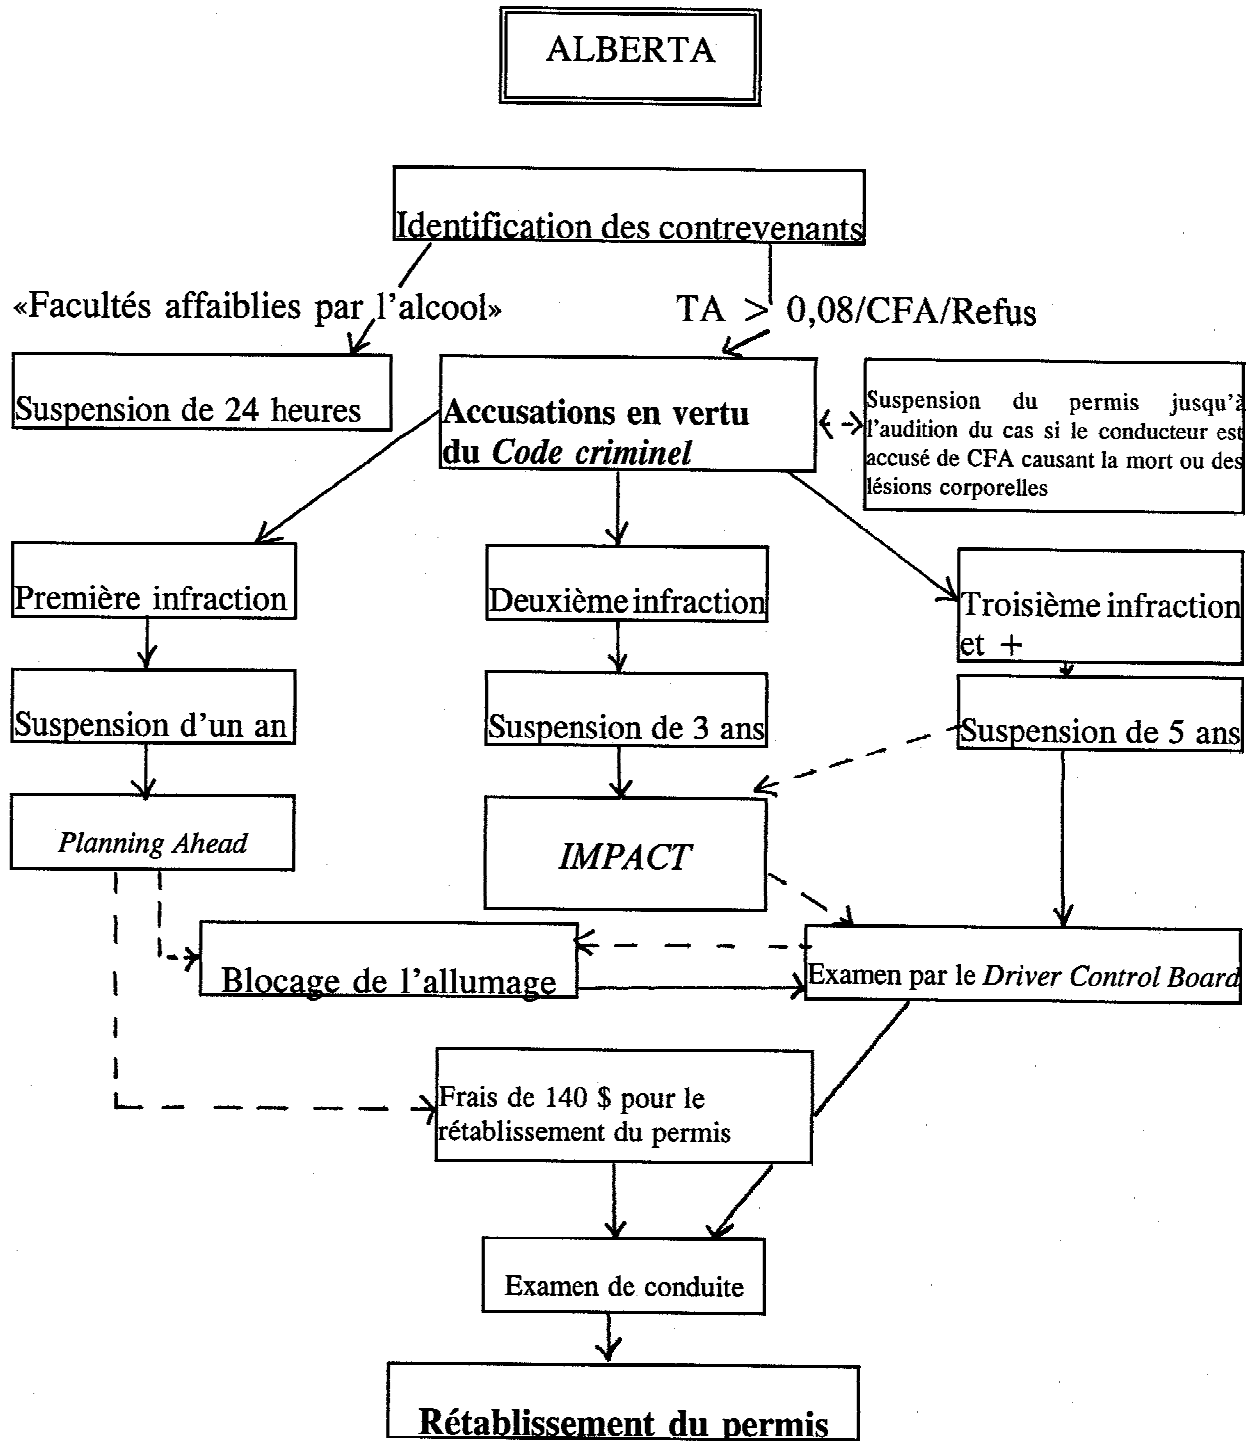 ALBERTA
Identification des contrevenants
«Facultés affaiblies par l'alcool»
TA > 0,08/CFA/Refus
Suspension de 24 heures
Accusations en vertu
du Code criminel
Suspension du permis jusqu'à
l'audition du cas si le conducteur est
accusé de CFA causant la mort ou des
lésions corporelles
Première infraction
Deuxième infraction
Troisième infraction
et +
Suspension d'un an
Suspension de 3 ans
Suspension de 5 ans
Planning Ahead
IMPACT
Blocage de l'allumage
Examen par le Driver Control Board
Frais de 140 $ pour le
rétablissement du permis
Examen de conduite
Rétablissement du permis